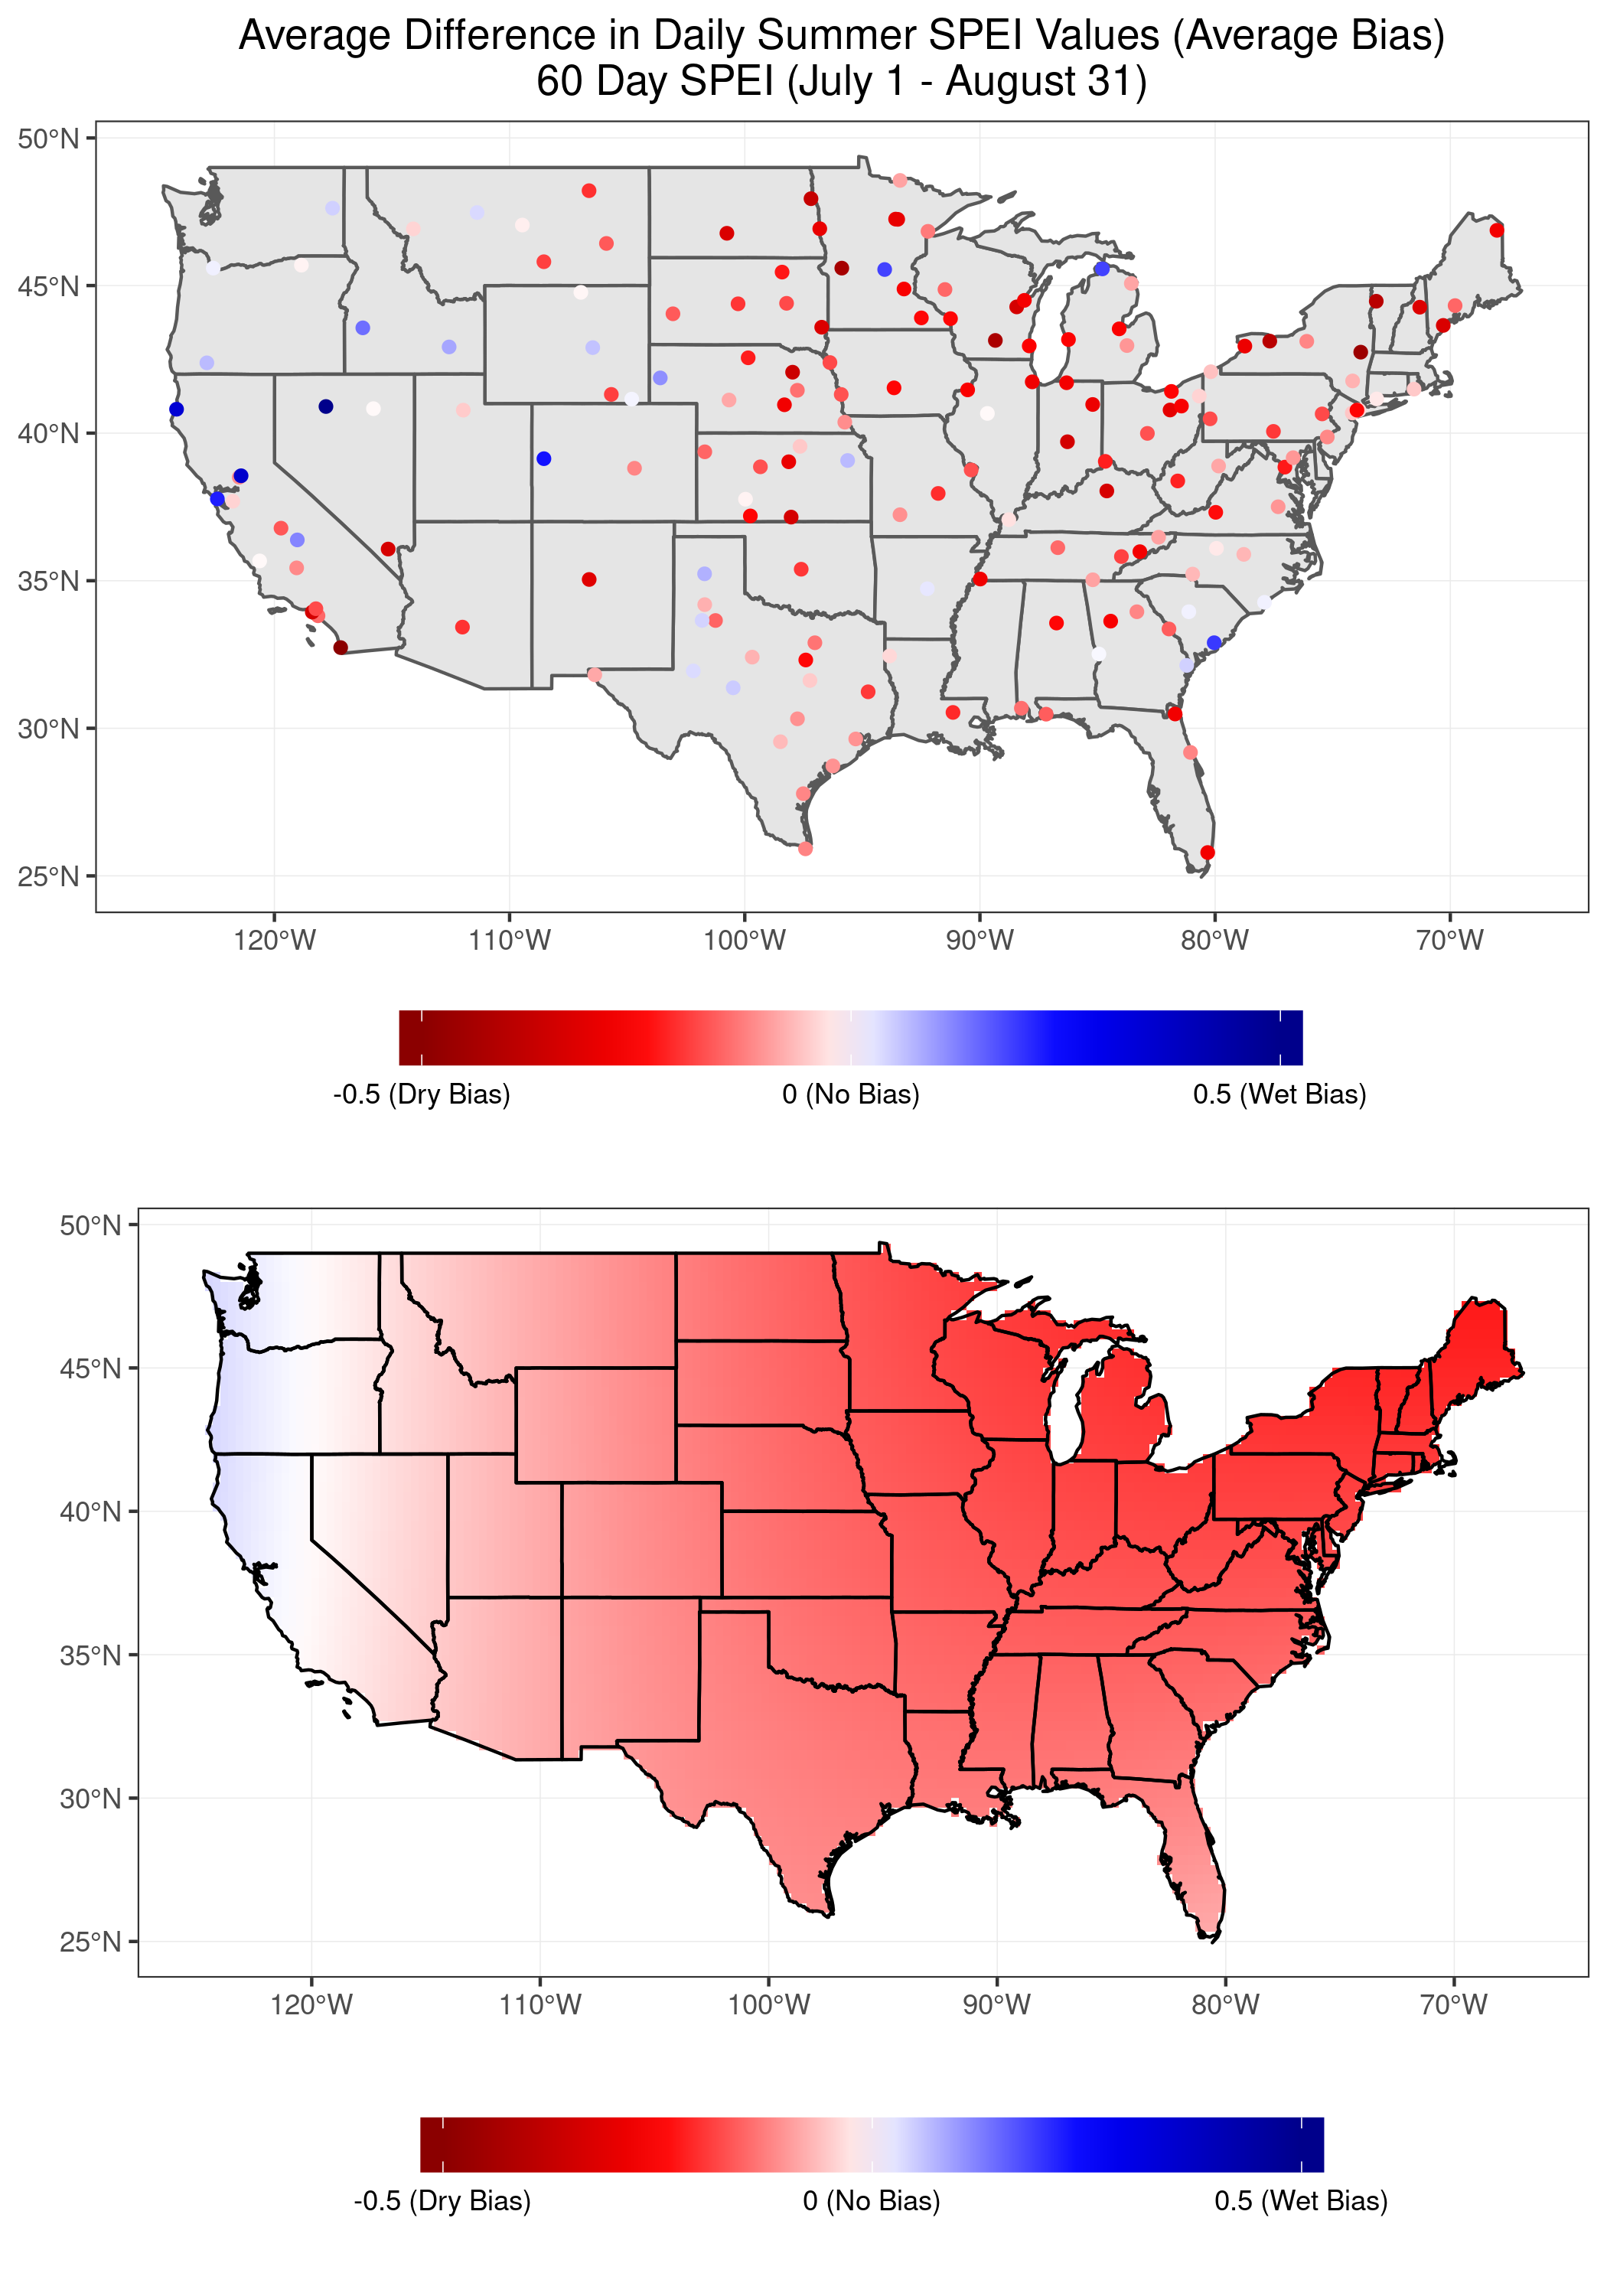 Average Difference in Daily Summer SPEI Values (Average Bias)
60 Day SPEI (July 1 - August 31)
50°N
45°N
40°N
35°N
30°N
25°N
120°W 110°W 100°W 90°W 80°W 70°W
-0.5 (Dry Bias) 0 (No Bias) 0.5 (Wet Bias)
50°N
45°N
40°N
35°N
30°N
25°N
120°W 110°W 100°W 90°W 80°W 70°W
-0.5 (Dry Bias) 0 (No Bias) 0.5 (Wet Bias)